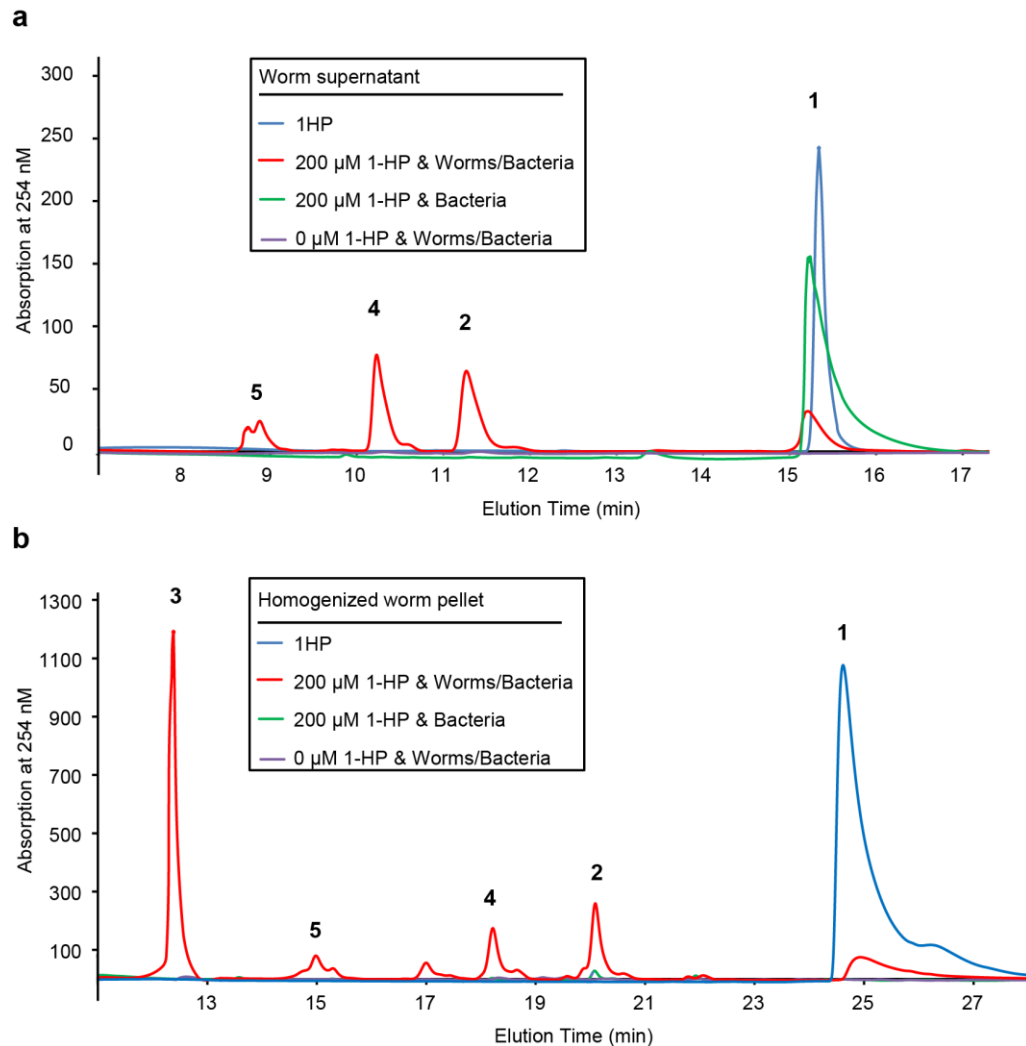 a
300
250
200
150
100
50
0
Absorption at 254 nM
Worm supernatant
1HP
200 µM 1-HP & Worms/Bacteria
200 µM 1-HP & Bacteria
0 µM 1-HP & Worms/Bacteria
5
4
2
1
8 9 10 11 12 13 14 15 16 17
Elution Time (min)
b
1300
1100
900
700
500
300
100
Absorption at 254 nM
Homogenized worm pellet
1HP
200 µM 1-HP & Worms/Bacteria
200 µM 1-HP & Bacteria
0 µM 1-HP & Worms/Bacteria
3
5
4
2
1
13 15 17 19 21 23 25 27
Elution Time (min)